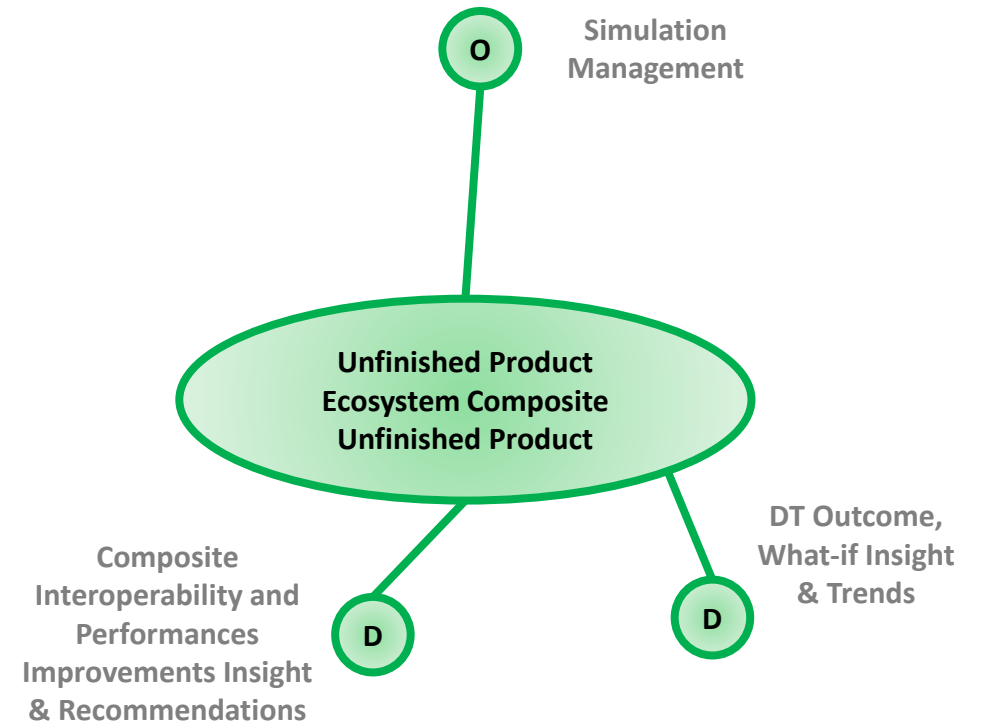 O
Simulation
Management
Unfinished Product
Ecosystem Composite
Unfinished Product
DT Outcome,
What-if Insight
& Trends
D
Composite
Interoperability and
Performances
Improvements Insight
& Recommendations
D